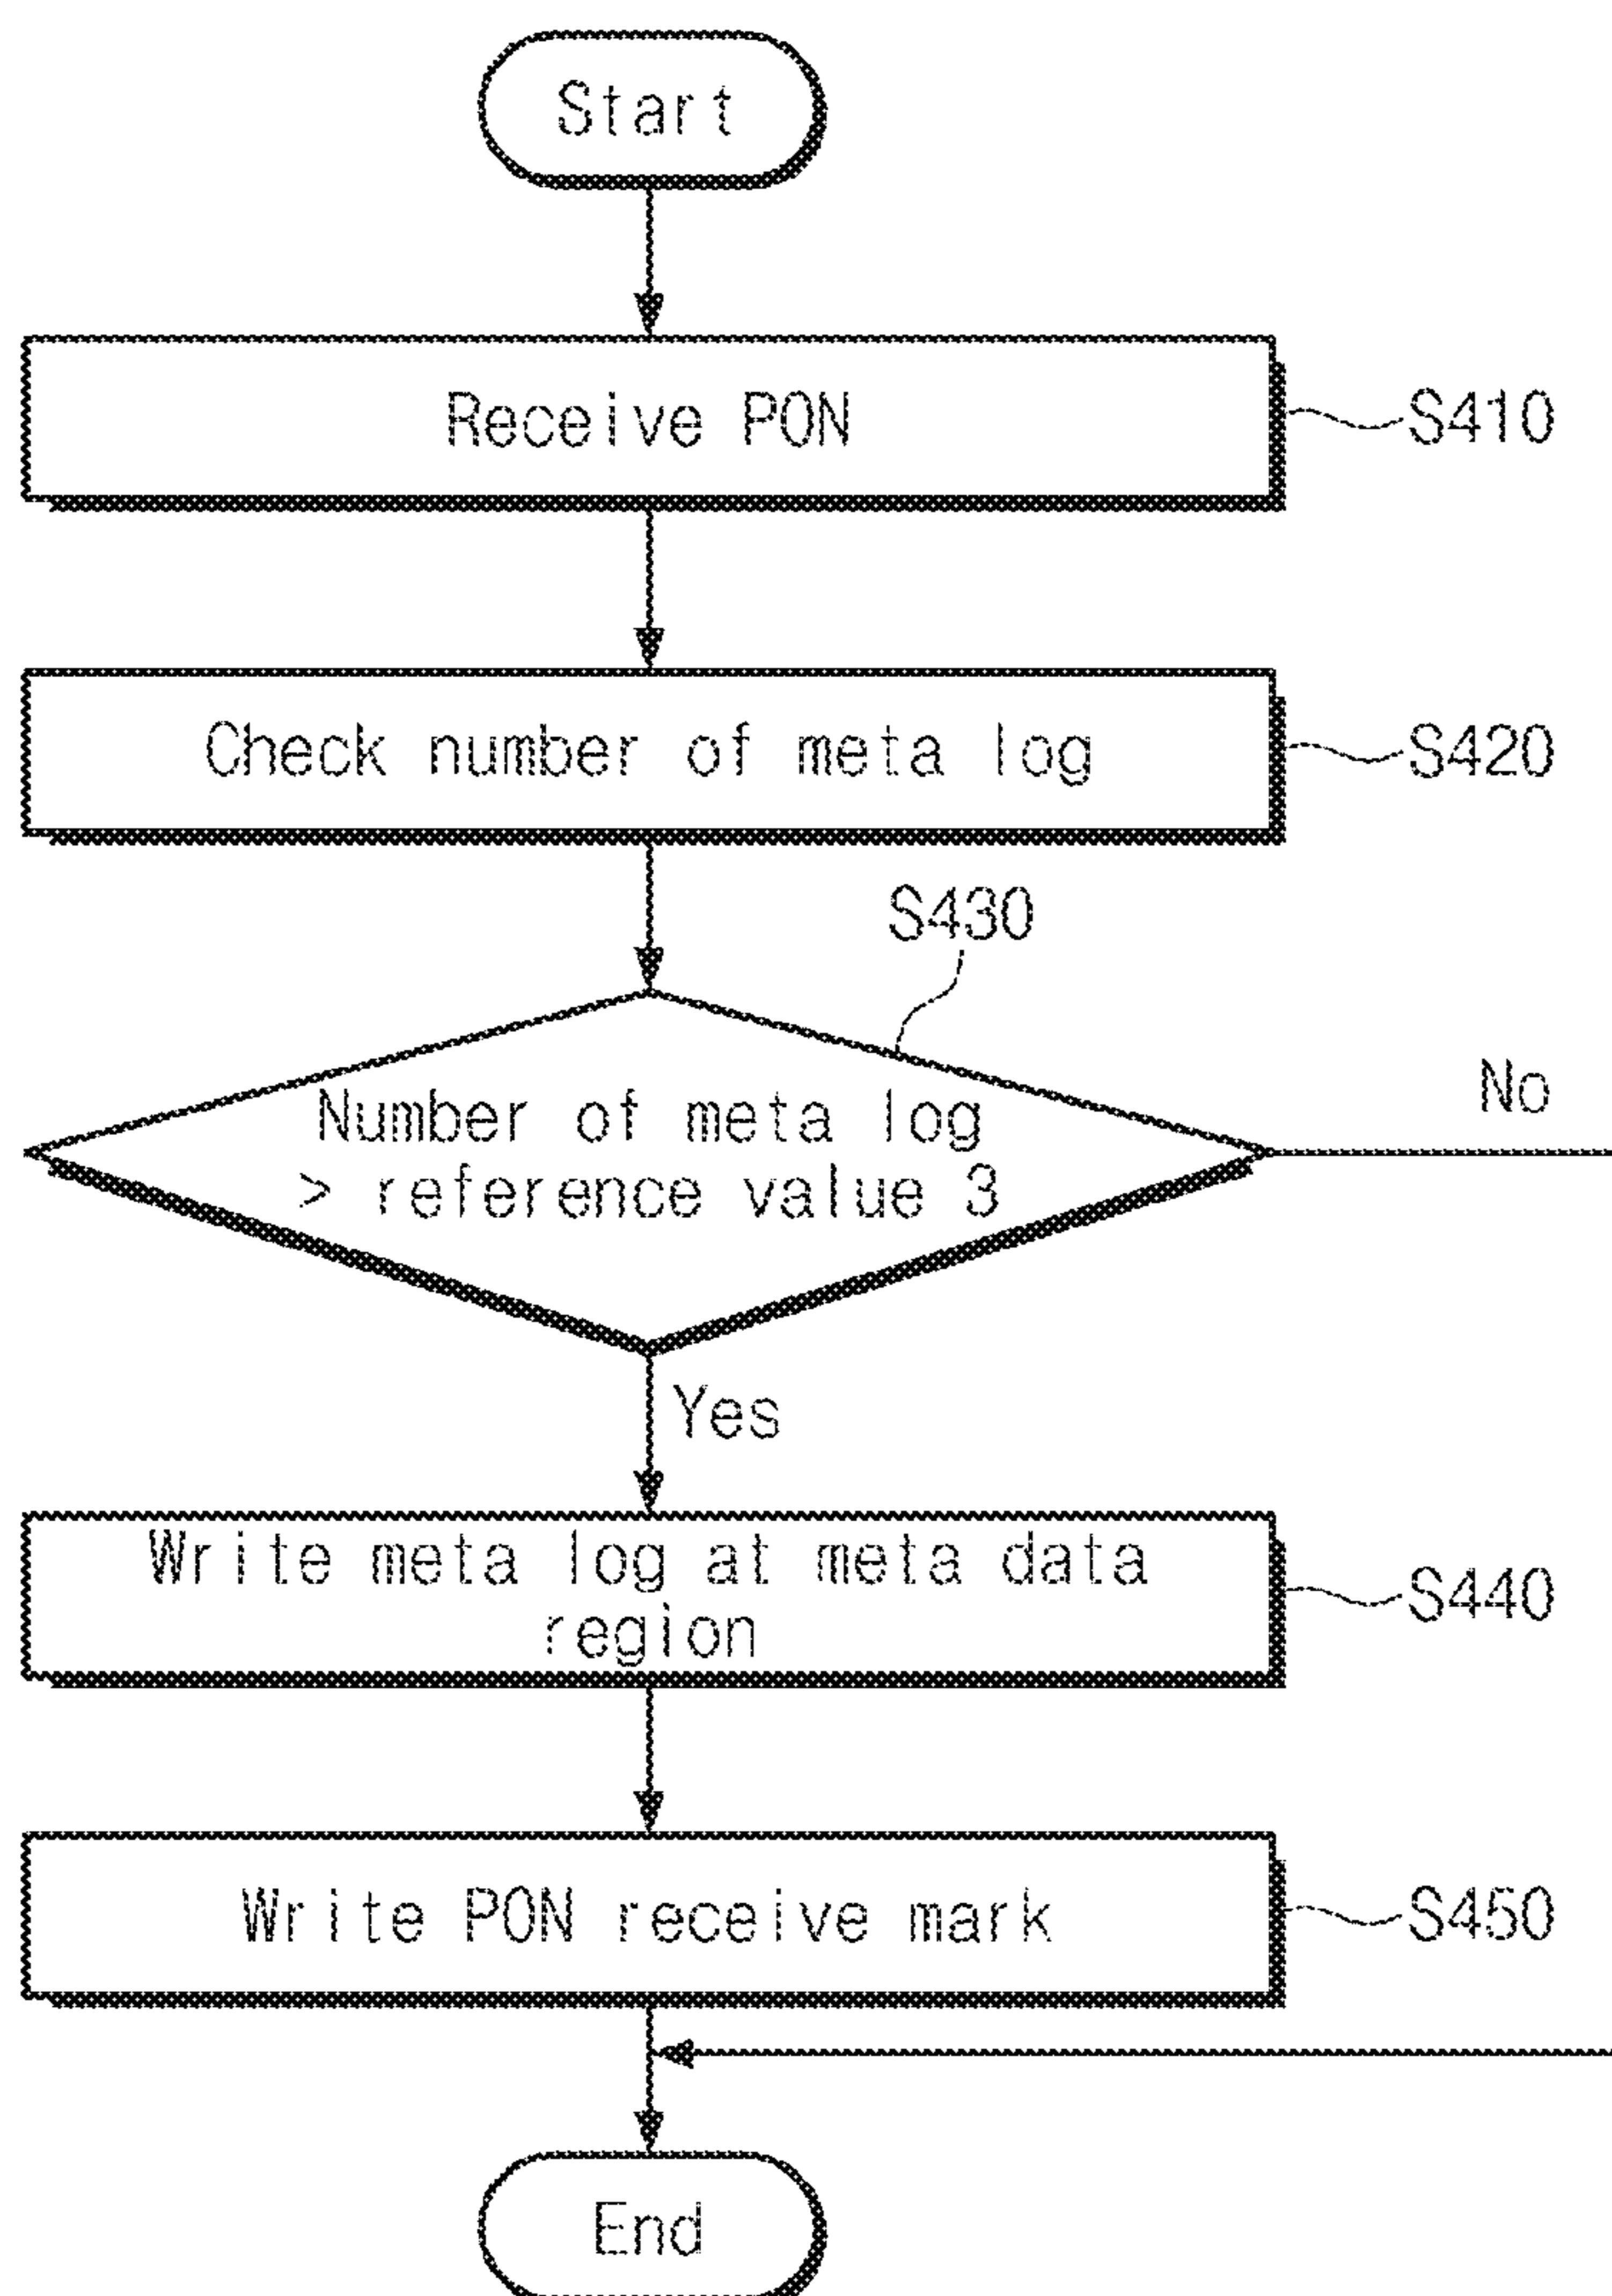 Start
Receive PON
S410
Check number of meta log
S420
S430
Number of meta log
> reference value 3
No
Yes
Write meta log at meta data
region
S440
Write PON receive mark
S450
End